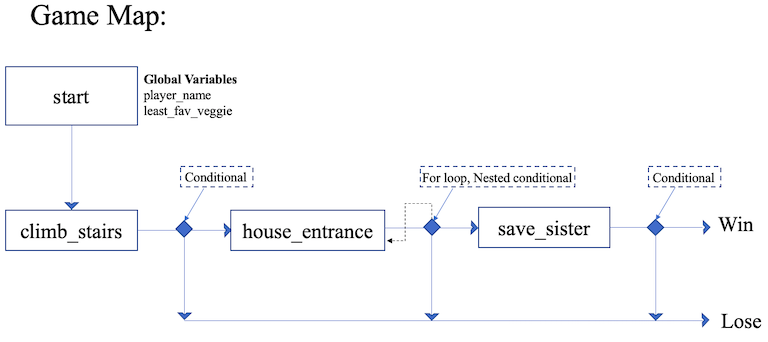 Game Map:
start
Global Variables
player_name
least_fav_veggie
Conditional
For loop, Nested conditional
Conditional
climb_stairs
house_entrance
save_sister
Win
Lose